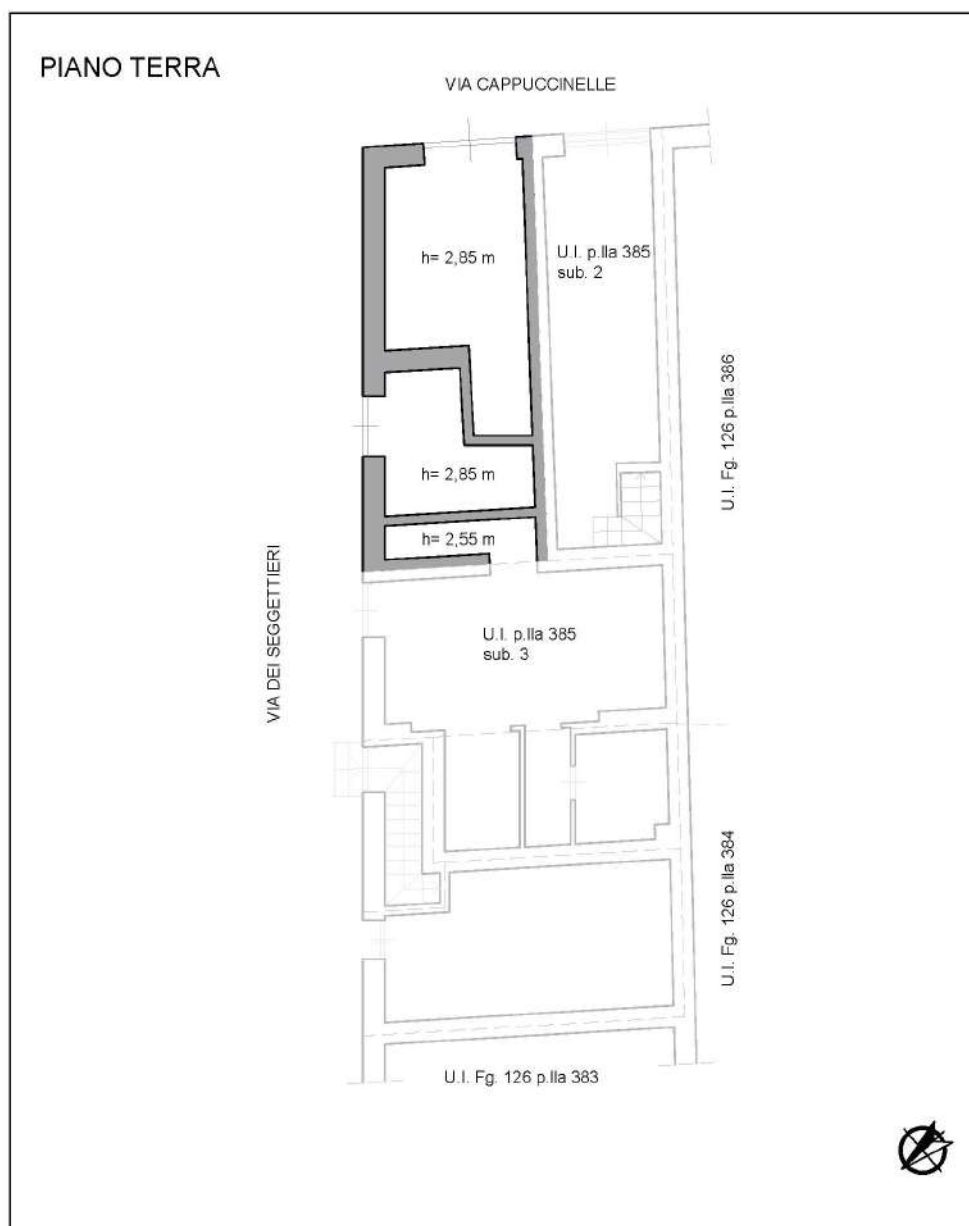 PIANO TERRA
VIA CAPPUCCINELLE
h= 2,85 m
U.I. p.lla 385
sub. 2
U.I. Fg. 126 p.lla 386
h= 2,85 m
h= 2,55 m
VIA DEI SEGGETTIERI
U.I. p.lla 385
sub. 3
U.I. Fg. 126 p.lla 384
U.I. Fg. 126 p.lla 383